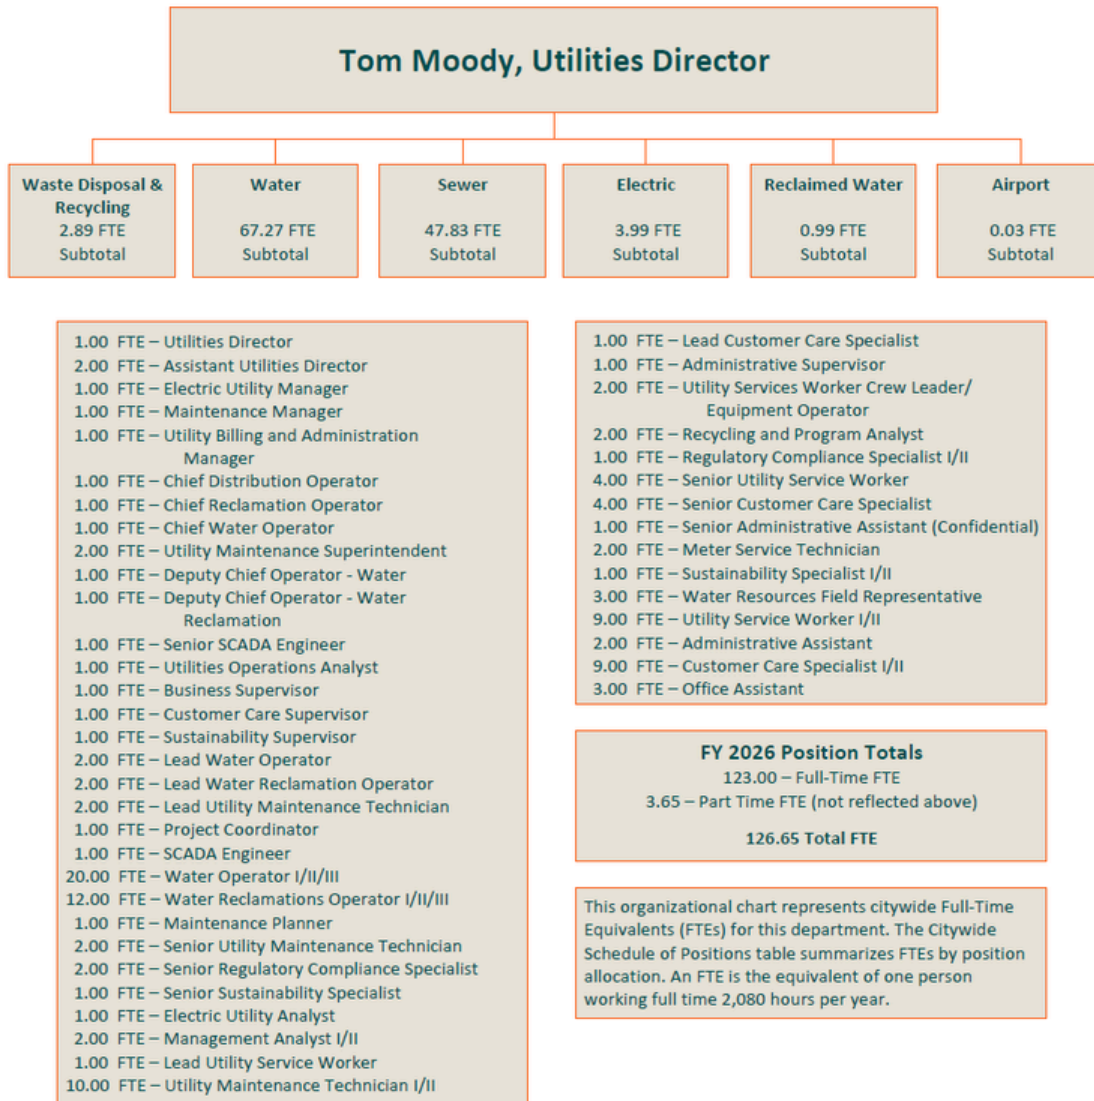 Tom Moody, Utilities Director
Waste Disposal &
Recycling
2.89 FTE
Subtotal
Water
67.27 FTE
Subtotal
Sewer
47.83 FTE
Subtotal
Electric
3.99 FTE
Subtotal
Reclaimed Water
0.99 FTE
Subtotal
Airport
0.03 FTE
Subtotal
1.00 FTE – Utilities Director
2.00 FTE – Assistant Utilities Director
1.00 FTE – Electric Utility Manager
1.00 FTE – Maintenance Manager
1.00 FTE – Utility Billing and Administration
Manager
1.00 FTE – Chief Distribution Operator
1.00 FTE – Chief Reclamation Operator
1.00 FTE – Chief Water Operator
2.00 FTE – Utility Maintenance Superintendent
1.00 FTE – Deputy Chief Operator - Water
1.00 FTE – Deputy Chief Operator - Water
Reclamation
1.00 FTE – Senior SCADA Engineer
1.00 FTE – Utilities Operations Analyst
1.00 FTE – Business Supervisor
1.00 FTE – Customer Care Supervisor
1.00 FTE – Sustainability Supervisor
2.00 FTE – Lead Water Operator
2.00 FTE – Lead Water Reclamation Operator
2.00 FTE – Lead Utility Maintenance Technician
1.00 FTE – Project Coordinator
1.00 FTE – SCADA Engineer
20.00 FTE – Water Operator I/II/III
12.00 FTE – Water Reclamations Operator I/II/III
1.00 FTE – Maintenance Planner
2.00 FTE – Senior Utility Maintenance Technician
2.00 FTE – Senior Regulatory Compliance Specialist
1.00 FTE – Senior Sustainability Specialist
1.00 FTE – Electric Utility Analyst
2.00 FTE – Management Analyst I/II
1.00 FTE – Lead Utility Service Worker
10.00 FTE – Utility Maintenance Technician I/II
1.00 FTE – Lead Customer Care Specialist
1.00 FTE – Administrative Supervisor
2.00 FTE – Utility Services Worker Crew Leader/
Equipment Operator
2.00 FTE – Recycling and Program Analyst
1.00 FTE – Regulatory Compliance Specialist I/II
4.00 FTE – Senior Utility Service Worker
4.00 FTE – Senior Customer Care Specialist
1.00 FTE – Senior Administrative Assistant (Confidential)
2.00 FTE – Meter Service Technician
1.00 FTE – Sustainability Specialist I/II
3.00 FTE – Water Resources Field Representative
9.00 FTE – Utility Service Worker I/II
2.00 FTE – Administrative Assistant
9.00 FTE – Customer Care Specialist I/II
3.00 FTE – Office Assistant
FY 2026 Position Totals
123.00 – Full-Time FTE
3.65 – Part Time FTE (not reflected above)
126.65 Total FTE
This organizational chart represents citywide Full-Time
Equivalents (FTEs) for this department. The Citywide
Schedule of Positions table summarizes FTEs by position
allocation. An FTE is the equivalent of one person
working full time 2,080 hours per year.